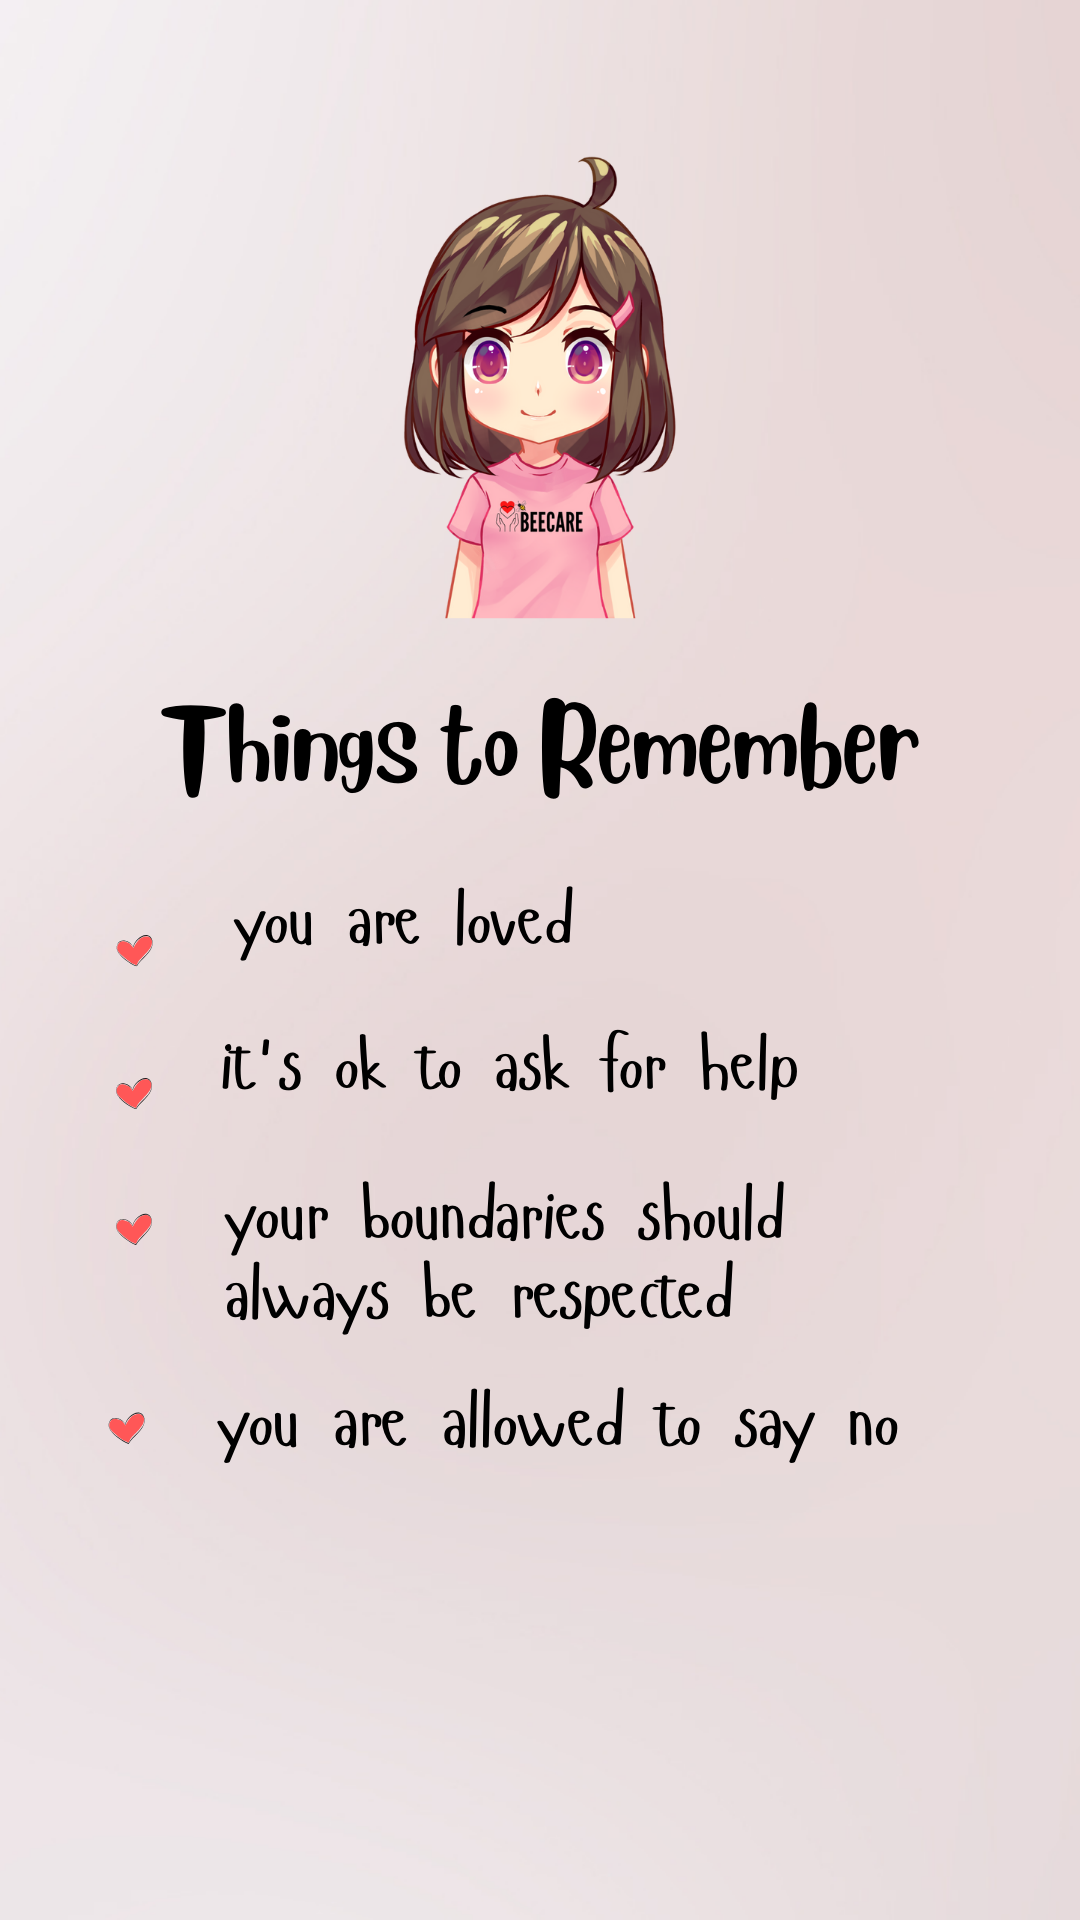 BEECARE
Things to Remember
you are loved
it's ok to ask for help
your boundaries should
always be respected
you are allowed to say no